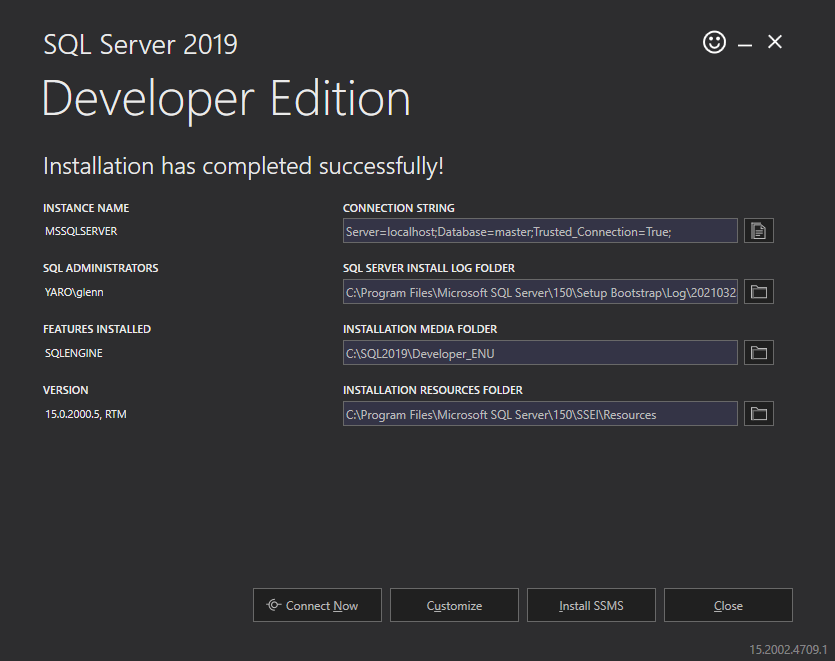 SQL Server 2019
Developer Edition
Installation has completed successfully!
INSTANCE NAME
MSSQLSERVER
CONNECTION STRING
Server=localhost;Database=master;Trusted_Connection=True;
SQL ADMINISTRATORS
YARO\glenn
SQL SERVER INSTALL LOG FOLDER
C:\Program Files\Microsoft SQL Server\150\Setup Bootstrap\Log\2021032
FEATURES INSTALLED
SQLENGINE
INSTALLATION MEDIA FOLDER
C:\SQL2019\Developer_ENU
VERSION
15.0.2000.5, RTM
INSTALLATION RESOURCES FOLDER
C:\Program Files\Microsoft SQL Server\150\SSEI\Resources
Connect Now
Customize
Install SSMS
Close
15.2002.4709.1